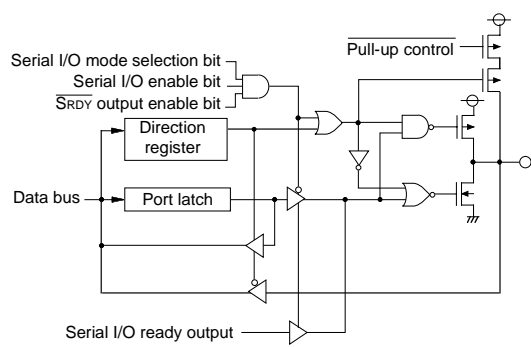 Pull-up control
Serial I/O mode selection bit
Serial I/O enable bit
SRDY output enable bit
Direction
register
Data bus
Port latch
Serial I/O ready output